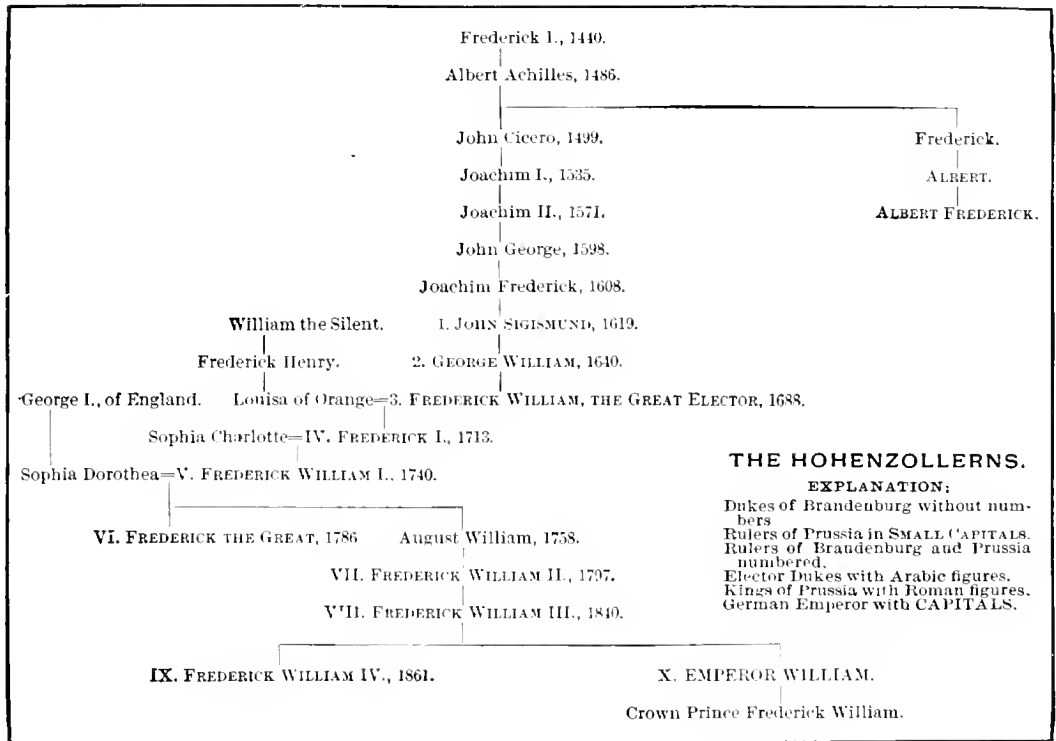 Frederick I., 1440.
Albert Achilles, 1486.
John Cicero, 1499. Frederick.
Joachim I., 1535. ALBERT.
Joachim II., 1571. ALBERT FREDERICK.
John George, 1598.
Joachim Frederick, 1608.
William the Silent. 1. JOHN SIGISMUND, 1619.
Frederick Henry. 2. GEORGE WILLIAM, 1640.
George I., of England. Louisa of Orange=3. FREDERICK WILLIAM, THE GREAT ELECTOR, 1688.
Sophia Charlotte=IV. FREDERICK I., 1713.
Sophia Dorothea=V. FREDERICK WILLIAM I., 1740.
VI. FREDERICK THE GREAT, 1786 August William, 1758.
VII. FREDERICK WILLIAM II., 1797.
VIII. FREDERICK WILLIAM III., 1840.
IX. FREDERICK WILLIAM IV., 1861. X. EMPEROR WILLIAM.
Crown Prince Frederick William.
THE HOHENZOLLERNS.
EXPLANATION:
Dukes of Brandenburg without num-
bers
Rulers of Prussia in SMALL CAPITALS.
Rulers of Brandenburg and Prussia
numbered.
Elector Dukes with Arabic figures.
Kings of Prussia with Roman figures.
German Emperor with CAPITALS.